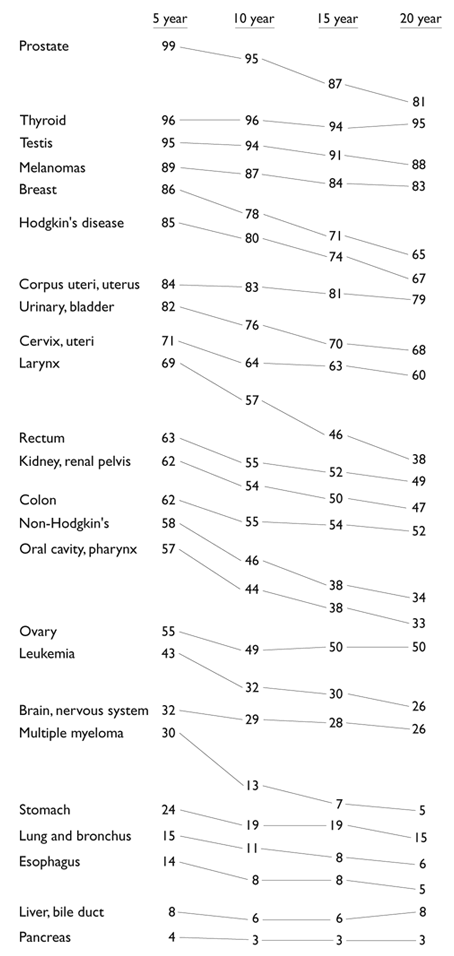 5 year 10 year 15 year 20 year
Prostate 99 95 87 81
Thyroid 96 96 94 95
Testis 95 94 91 88
Melanomas 89 87 84 83
Breast 86 78 71 65
Hodgkin's disease 85 80 74 67
Corpus uteri, uterus 84 83 81 79
Urinary, bladder 82 76 70 68
Cervix, uteri 71 64 63 60
Larynx 69 57 46 38
Rectum 63 55 52 49
Kidney, renal pelvis 62 54 50 47
Colon 62 55 54 52
Non-Hodgkin's 58 46 38 34
Oral cavity, pharynx 57 44 38 33
Ovary 55 49 50 50
Leukemia 43 32 30 26
Brain, nervous system 32 29 28 26
Multiple myeloma 30 13 7 5
Stomach 24 19 19 15
Lung and bronchus 15 11 8 6
Esophagus 14 8 8 5
Liver, bile duct 8 6 6 8
Pancreas 4 3 3 3